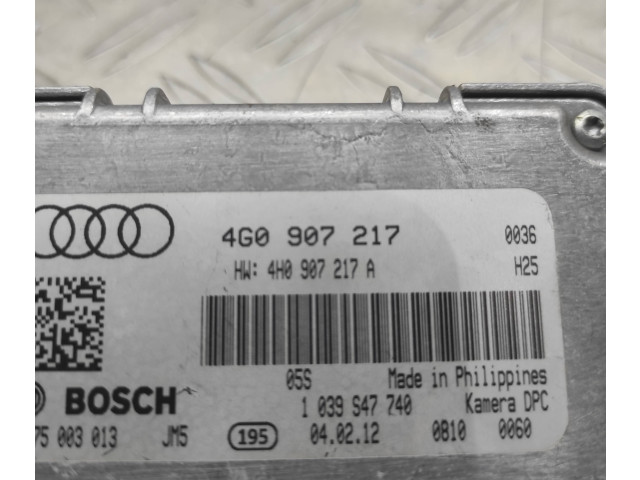 4G0 907 217 0036
HW: 4H0 907 217 A H25
05S Made in Philippines
BOSCH 1 039 S47 740 Kamera DPC
75 003 013 JM5 195 04.02.12 0810 0060